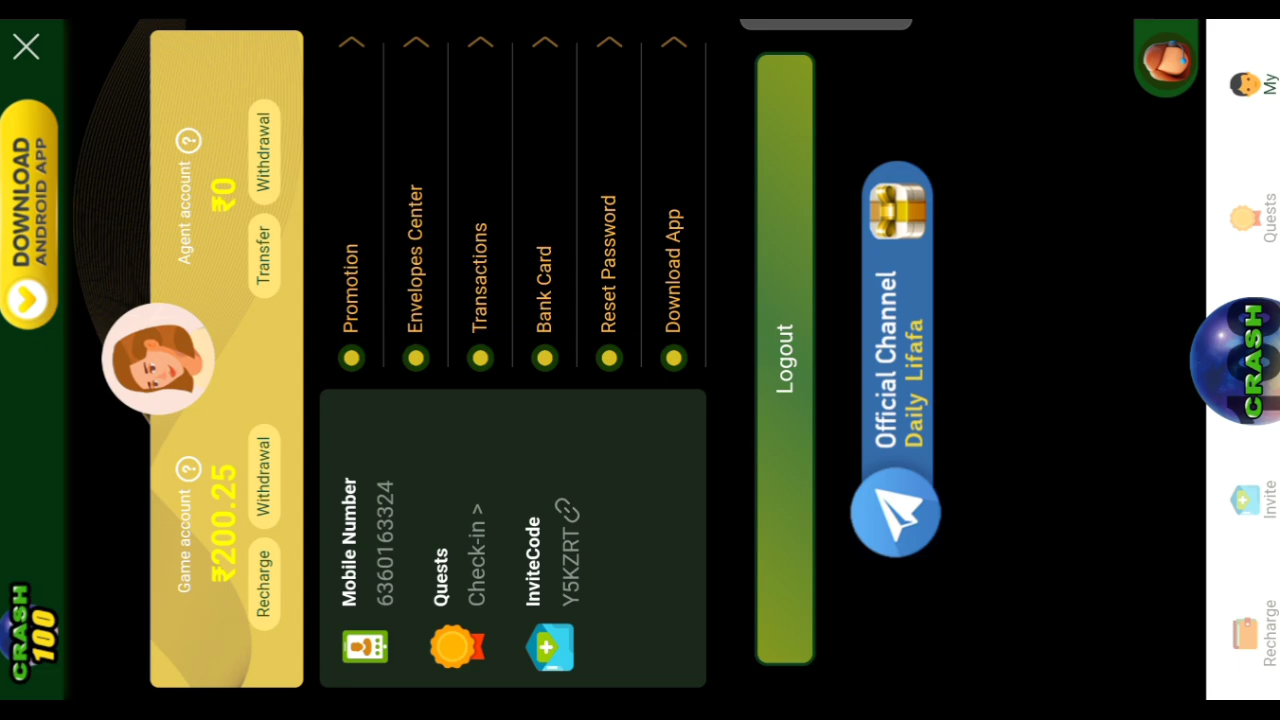 CRASH
100
DOWNLOAD
ANDROID APP
Game account ?
₹200.25
Recharge
Withdrawal
Agent account ?
₹0
Transfer
Withdrawal
Mobile Number
6360163324
Quests
Check-in >
InviteCode
Y5KZRT
Promotion
Envelopes Center
Transactions
Bank Card
Reset Password
Download App
Logout
Official Channel
Daily Lifafa
Recharge
Invite
CRASH
Quests
My